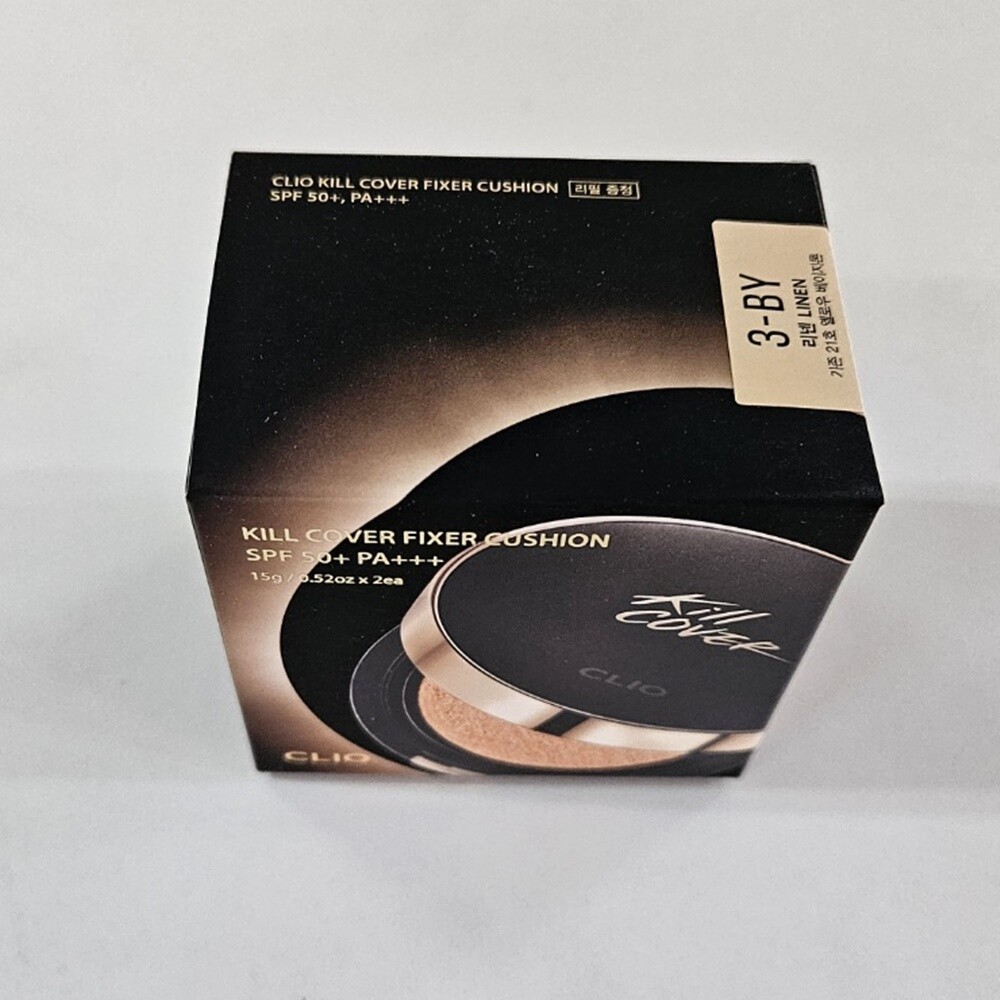 CLIO KILL COVER FIXER CUSHION 리필 증정
SPF 50+, PA+++
3-BY
리넨 LINEN
기존 21호 옐로우 베이지톤
KILL COVER FIXER CUSHION
SPF 50+ PA+++
15g / 0.52oz x 2ea
Kill
COVER
CLIO
CLIO